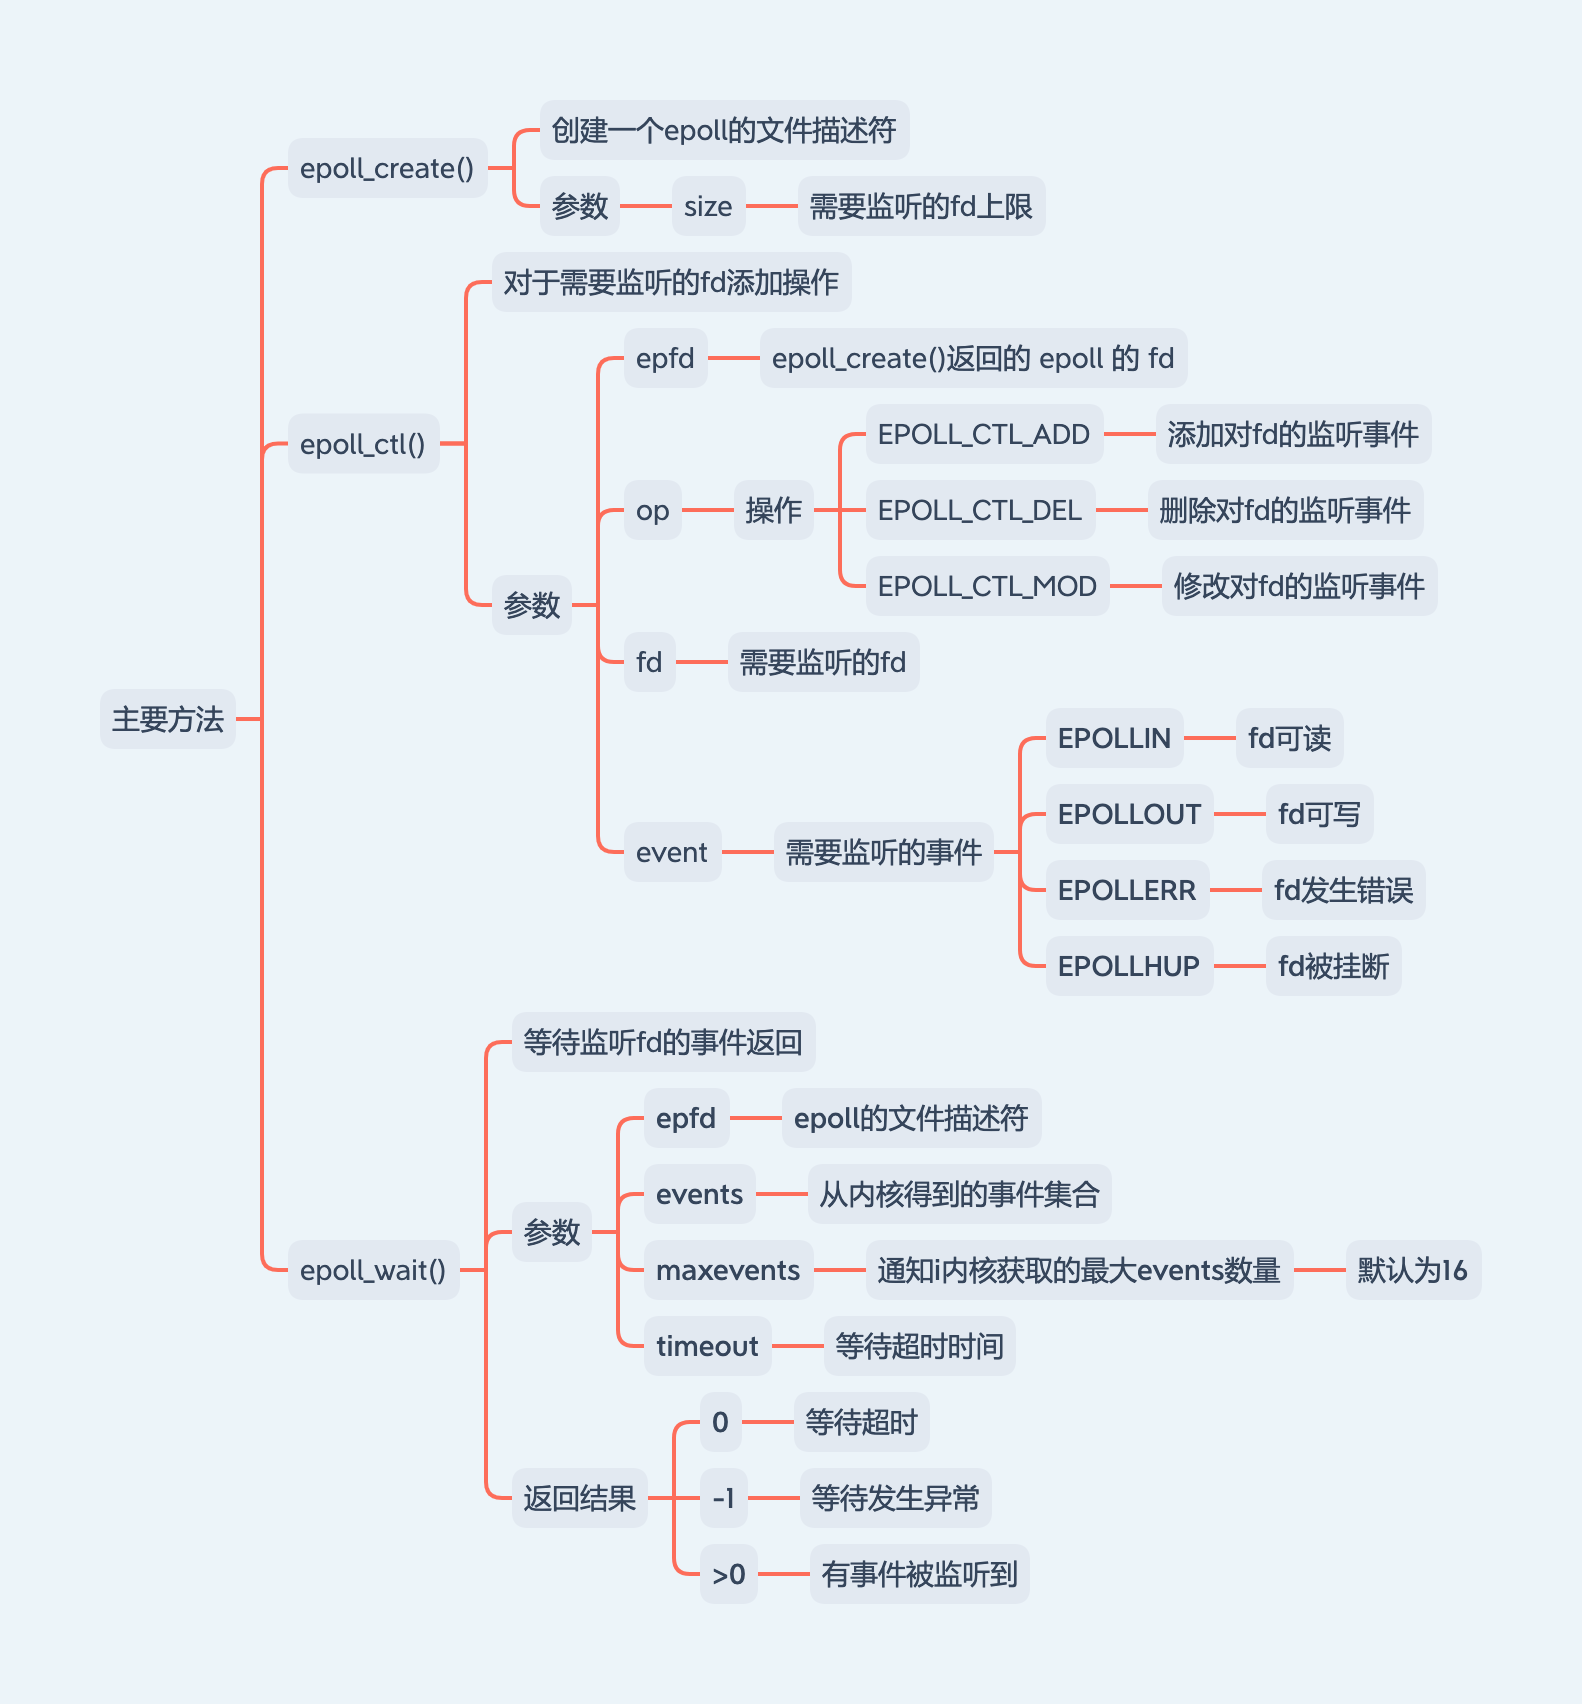 主要方法
epoll_create()
创建一个epoll的文件描述符
参数
size
需要监听的fd上限
epoll_ctl()
对于需要监听的fd添加操作
参数
epfd
epoll_create()返回的 epoll 的 fd
op
操作
EPOLL_CTL_ADD
添加对fd的监听事件
EPOLL_CTL_DEL
删除对fd的监听事件
EPOLL_CTL_MOD
修改对fd的监听事件
fd
需要监听的fd
event
需要监听的事件
EPOLLIN
fd可读
EPOLLOUT
fd可写
EPOLLERR
fd发生错误
EPOLLHUP
fd被挂断
epoll_wait()
等待监听fd的事件返回
参数
epfd
epoll的文件描述符
events
从内核得到的事件集合
maxevents
通知i内核获取的最大events数量
默认为16
timeout
等待超时时间
返回结果
0
等待超时
-1
等待发生异常
>0
有事件被监听到